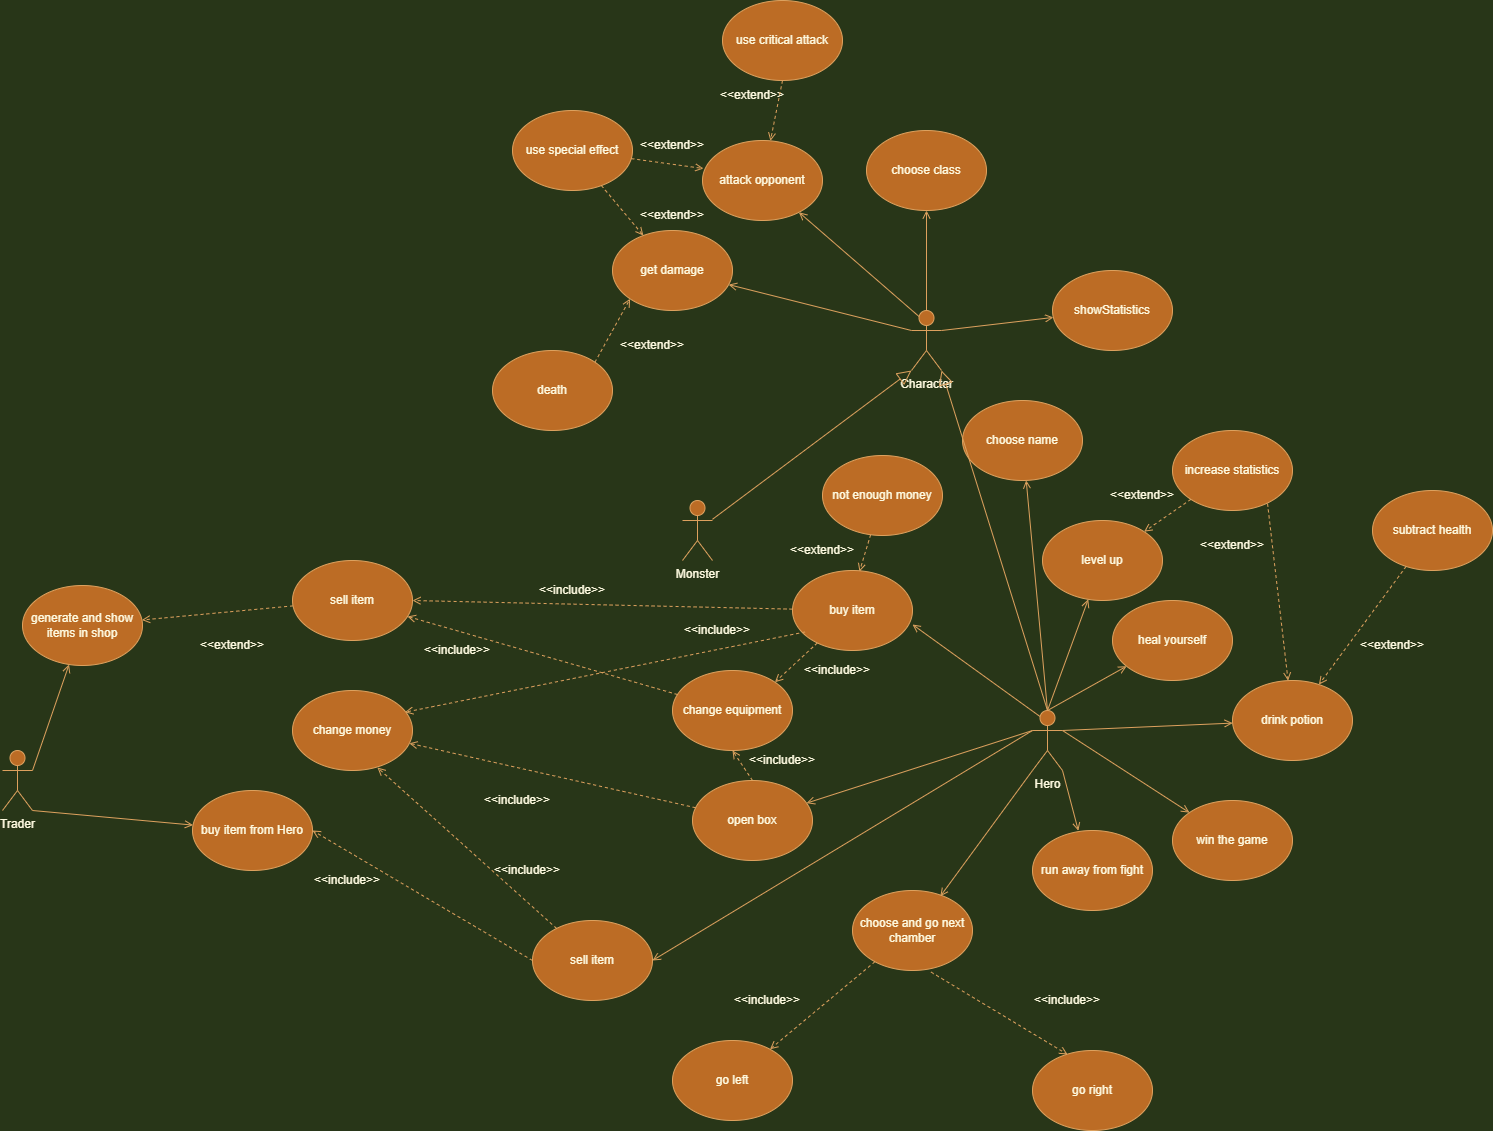 use critical attack
<<extend>>
use special effect
<<extend>>
attack opponent
choose class
<<extend>>
get damage
showStatistics
<<extend>>
death
Character
choose name
increase statistics
not enough money
<<extend>>
subtract health
<<extend>>
<<extend>>
level up
Monster
<<include>>
sell item
buy item
generate and show
items in shop
<<include>>
heal yourself
<<extend>>
<<include>>
<<extend>>
<<include>>
change equipment
drink potion
change money
<<include>>
Hero
<<include>>
Trader
open box
buy item from Hero
win the game
<<include>>
run away from fight
<<include>>
choose and go next
chamber
sell item
<<include>>
<<include>>
go left
go right